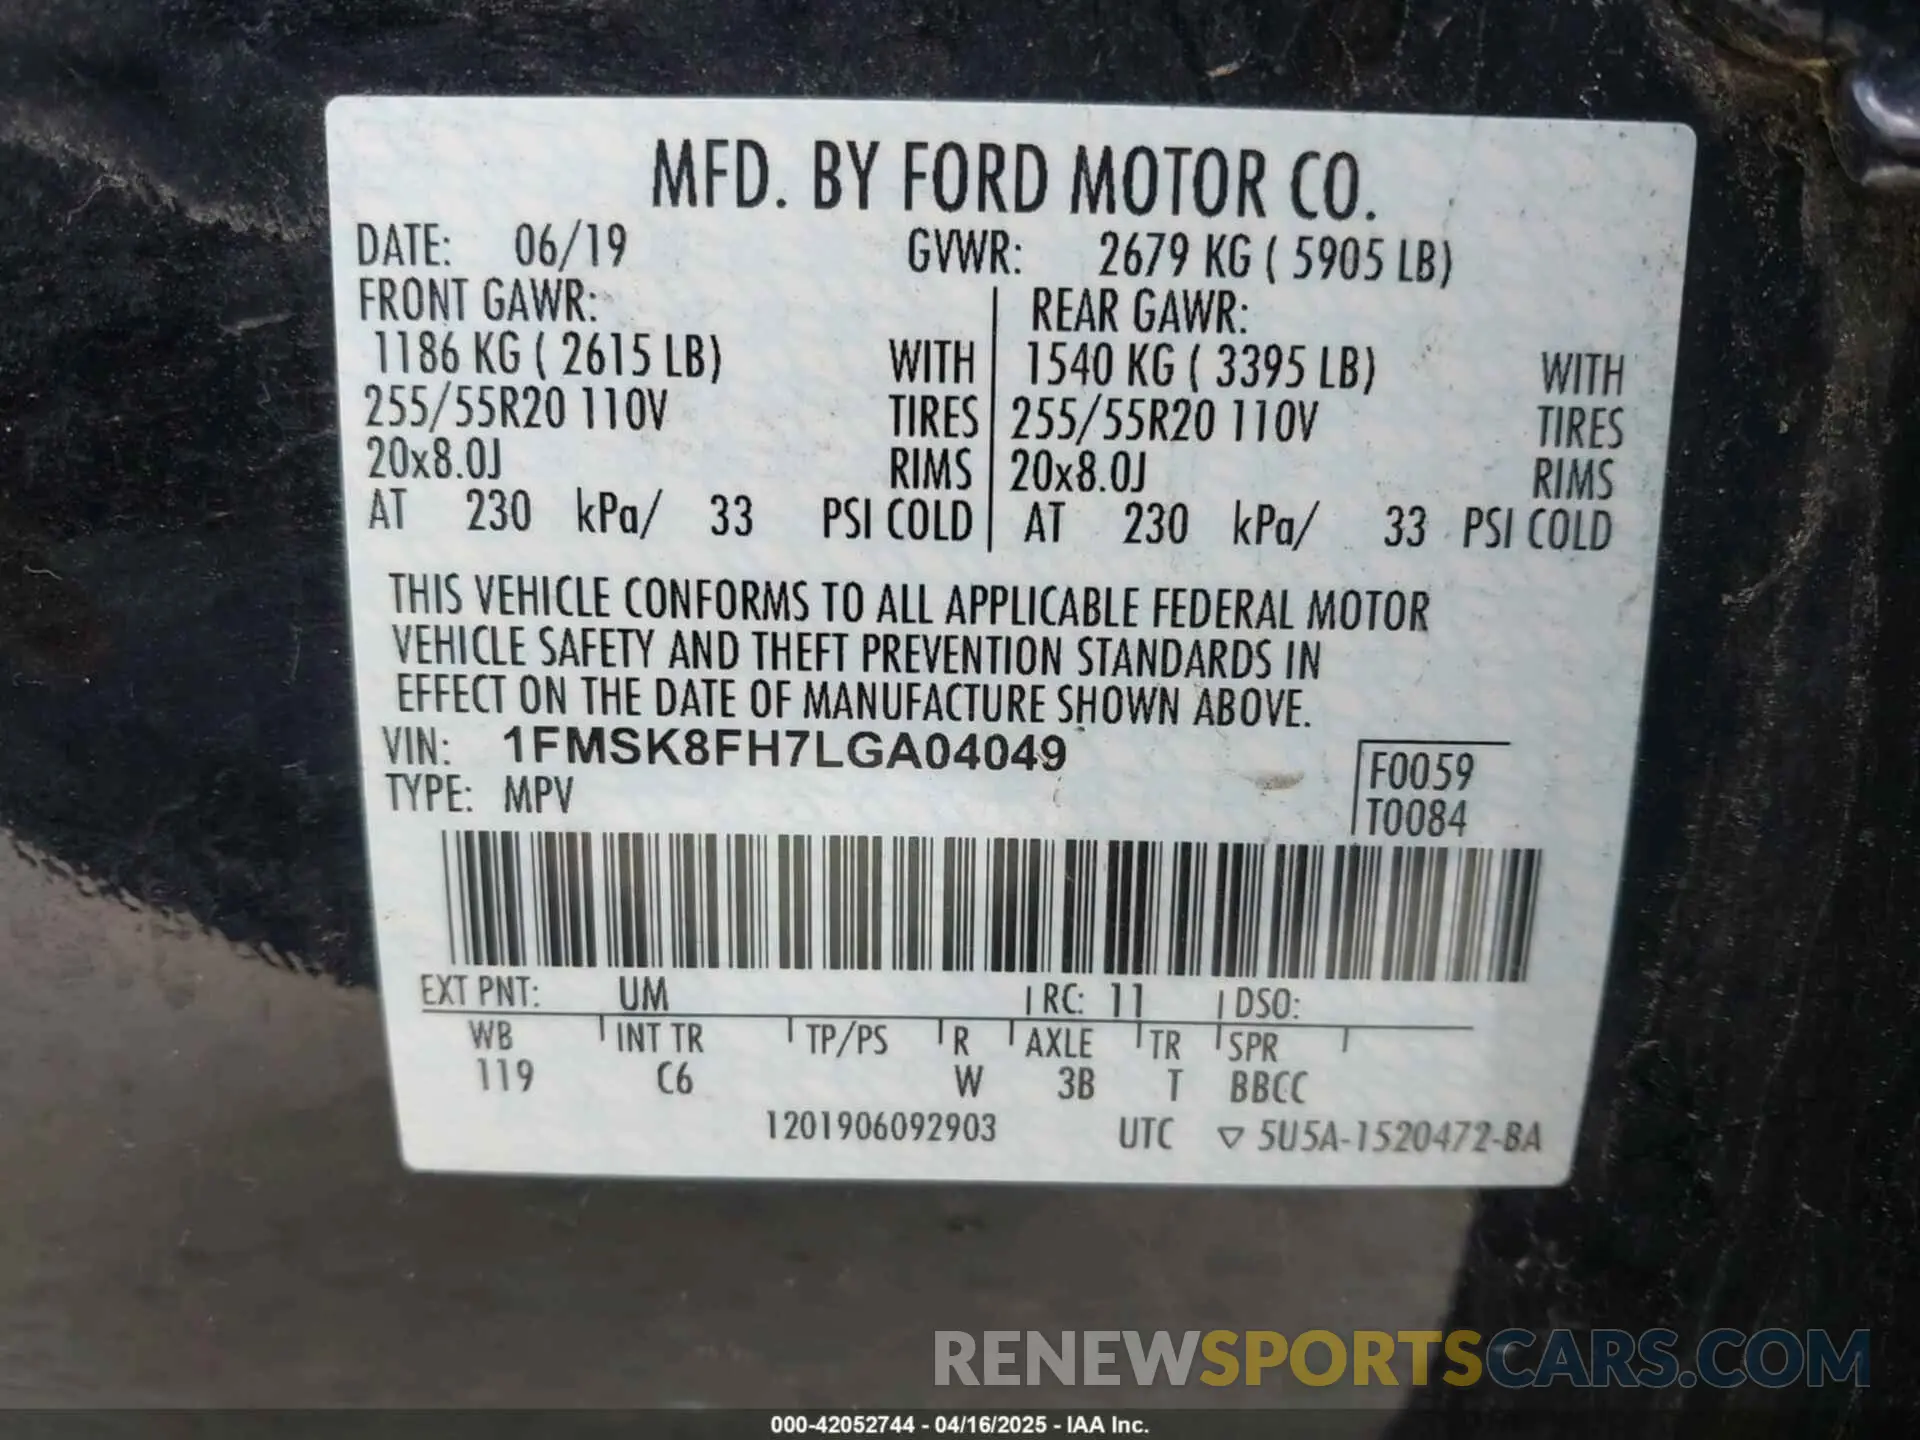 MFD. BY FORD MOTOR CO.
DATE: 06/19 GVWR: 2679 KG ( 5905 LB)
FRONT GAWR: REAR GAWR:
1186 KG ( 2615 LB) WITH 1540 KG ( 3395 LB) WITH
255/55R20 110V TIRES 255/55R20 110V TIRES
20x8.0J RIMS 20x8.0J RIMS
AT 230 kPa/ 33 PSI COLD AT 230 kPa/ 33 PSI COLD
THIS VEHICLE CONFORMS TO ALL APPLICABLE FEDERAL MOTOR
VEHICLE SAFETY AND THEFT PREVENTION STANDARDS IN
EFFECT ON THE DATE OF MANUFACTURE SHOWN ABOVE.
VIN: 1FMSK8FH7LGA04049
TYPE: MPV
F0059
T0084
EXT PNT: UM RC: 11 DSO:
WB INT TR TP/PS R AXLE TR SPR
119 C6 W 3B T BBCC
1201906092903 UTC ▽ 5U5A-1520472-BA
RENEWSPORTSCARS.COM
000-42052744 - 04/16/2025 - IAA Inc.